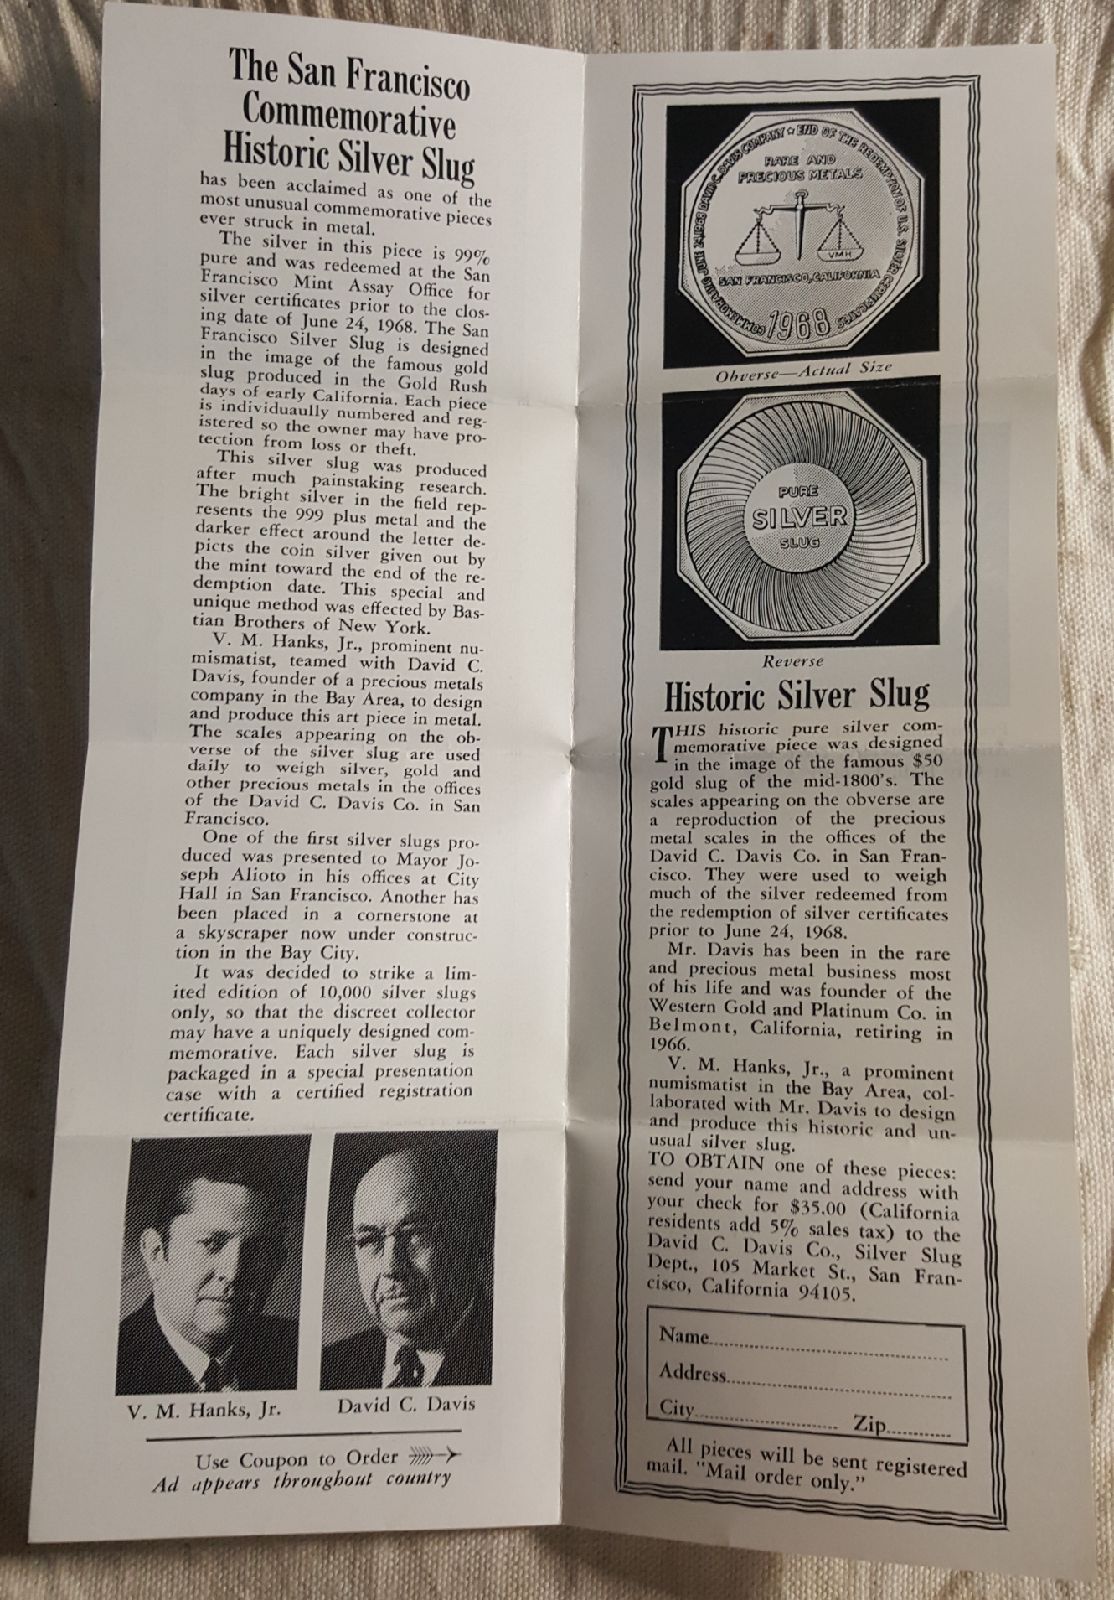 The San Francisco
Commemorative
Historic Silver Slug
has been acclaimed as one of the
most unusual commemorative pieces
ever struck in metal.
The silver in this piece is 99%
pure and was redeemed at the San
Francisco Mint Assay Office for
silver certificates prior to the clos-
ing date of June 24, 1968. The San
Francisco Silver Slug is designed
in the image of the famous gold
slug produced in the Gold Rush
days of early California. Each piece
is individuaully numbered and reg-
istered so the owner may have pro-
tection from loss or theft.
This silver slug was produced
after much painstaking research.
The bright silver in the field rep-
resents the 999 plus metal and the
darker effect around the letter de-
picts the coin silver given out by
the mint toward the end of the re-
demption date. This special and
unique method was effected by Bas-
tian Brothers of New York.
V. M. Hanks, Jr., prominent nu-
mismatist, teamed with David C.
Davis, founder of a precious metals
company in the Bay Area, to design
and produce this art piece in metal.
The scales appearing on the ob-
verse of the silver slug are used
daily to weigh silver, gold and
other precious metals in the offices
of the David C. Davis Co. in San
Francisco.
One of the first silver slugs pro-
duced was presented to Mayor Jo-
seph Alioto in his offices at City
Hall in San Francisco. Another has
been placed in a cornerstone at
a skyscraper now under construc-
tion in the Bay City.
It was decided to strike a lim-
ited edition of 10,000 silver slugs
only, so that the discreet collector
may have a uniquely designed com-
memorative. Each silver slug is
packaged in a special presentation
case with a certified registration
certificate.
V. M. Hanks, Jr.
David C. Davis
Use Coupon to Order
Ad appears throughout country
COMMEMORATING JUNE 24, 1968 DAVID C. DAVIS COMPANY ★ END OF THE REDEMPTION OF U.S. SILVER CERTIFICATES
RARE AND
PRECIOUS METALS
VMH
SAN FRANCISCO, CALIFORNIA
1968
Obverse—Actual Size
PURE
SILVER
SLUG
Reverse
Historic Silver Slug
THIS historic pure silver com-
memorative piece was designed
in the image of the famous $50
gold slug of the mid-1800's. The
scales appearing on the obverse are
a reproduction of the precious
metal scales in the offices of the
David C. Davis Co. in San Fran-
cisco. They were used to weigh
much of the silver redeemed from
the redemption of silver certificates
prior to June 24, 1968.
Mr. Davis has been in the rare
and precious metal business most
of his life and was founder of the
Western Gold and Platinum Co. in
Belmont, California, retiring in
1966.
V. M. Hanks, Jr., a prominent
numismatist in the Bay Area, col-
laborated with Mr. Davis to design
and produce this historic and un-
usual silver slug.
TO OBTAIN one of these pieces:
send your name and address with
your check for $35.00 (California
residents add 5% sales tax) to the
David C. Davis Co., Silver Slug
Dept., 105 Market St., San Fran-
cisco, California 94105.
Name
Address
City Zip
All pieces will be sent registered
mail. "Mail order only."